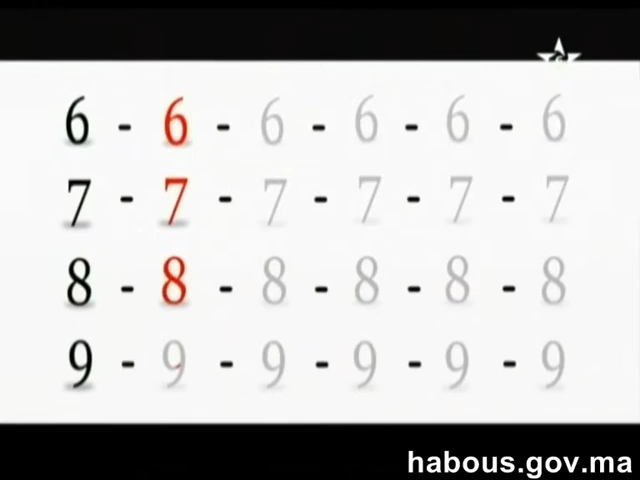 6 - 6 - 6 - 6 - 6 - 6
7 - 7 - 7 - 7 - 7 - 7
8 - 8 - 8 - 8 - 8 - 8
9 - 9 - 9 - 9 - 9 - 9
habous.gov.ma